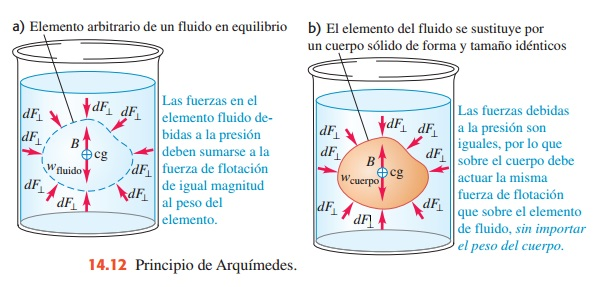 a) Elemento arbitrario de un fluido en equilibrio
dF⊥
dF⊥
dF⊥
dF⊥
B
cg
w fluido
dF⊥
dF⊥
dF⊥
dF⊥
Las fuerzas en el
elemento fluido de-
bidas a la presión
deben sumarse a la
fuerza de flotación
de igual magnitud
al peso del
elemento.
b) El elemento del fluido se sustituye por
un cuerpo sólido de forma y tamaño idénticos
dF⊥
dF⊥
dF⊥
dF⊥
dF⊥
B
cg
w cuerpo
dF⊥
dF⊥
dF⊥
Las fuerzas debidas
a la presión son
iguales, por lo que
sobre el cuerpo debe
actuar la misma
fuerza de flotación
que sobre el elemento
de fluido, sin importar
el peso del cuerpo.
14.12 Principio de Arquímedes.